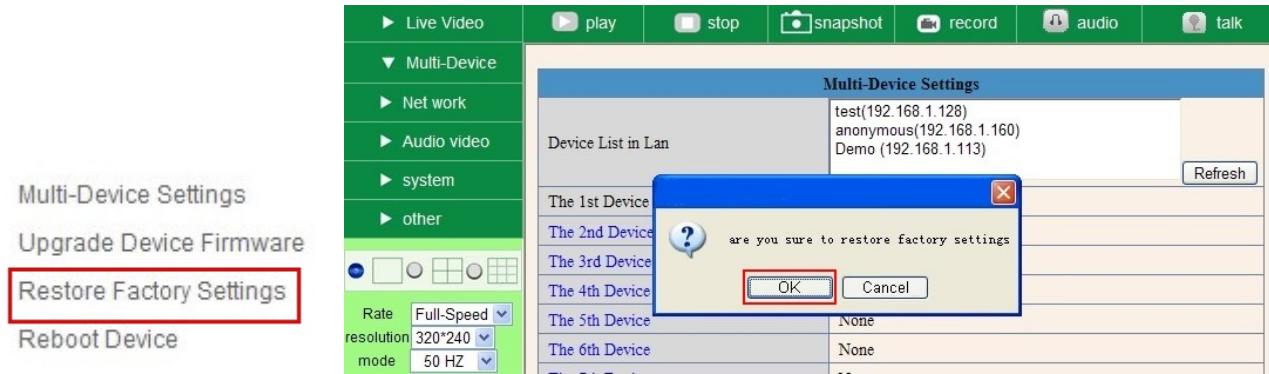 Multi-Device Settings
Upgrade Device Firmware
Restore Factory Settings
Reboot Device
Live Video
Multi-Device
Net work
Audio video
system
other
Rate Full-Speed
resolution 320*240
mode 50 HZ
play stop snapshot record audio talk
Multi-Device Settings
Device List in Lan
test(192.168.1.128)
anonymous(192.168.1.160)
Demo (192.168.1.113)
Refresh
The 1st Device
The 2nd Device
The 3rd Device
The 4th Device
The 5th Device None
The 6th Device None
are you sure to restore factory settings
OK Cancel